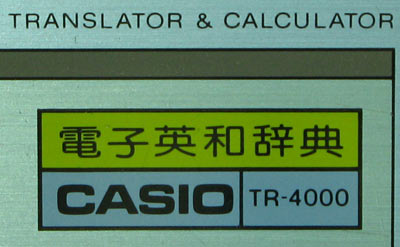 TRANSLATOR & CALCULATOR
電子英和辞典
CASIO TR-4000